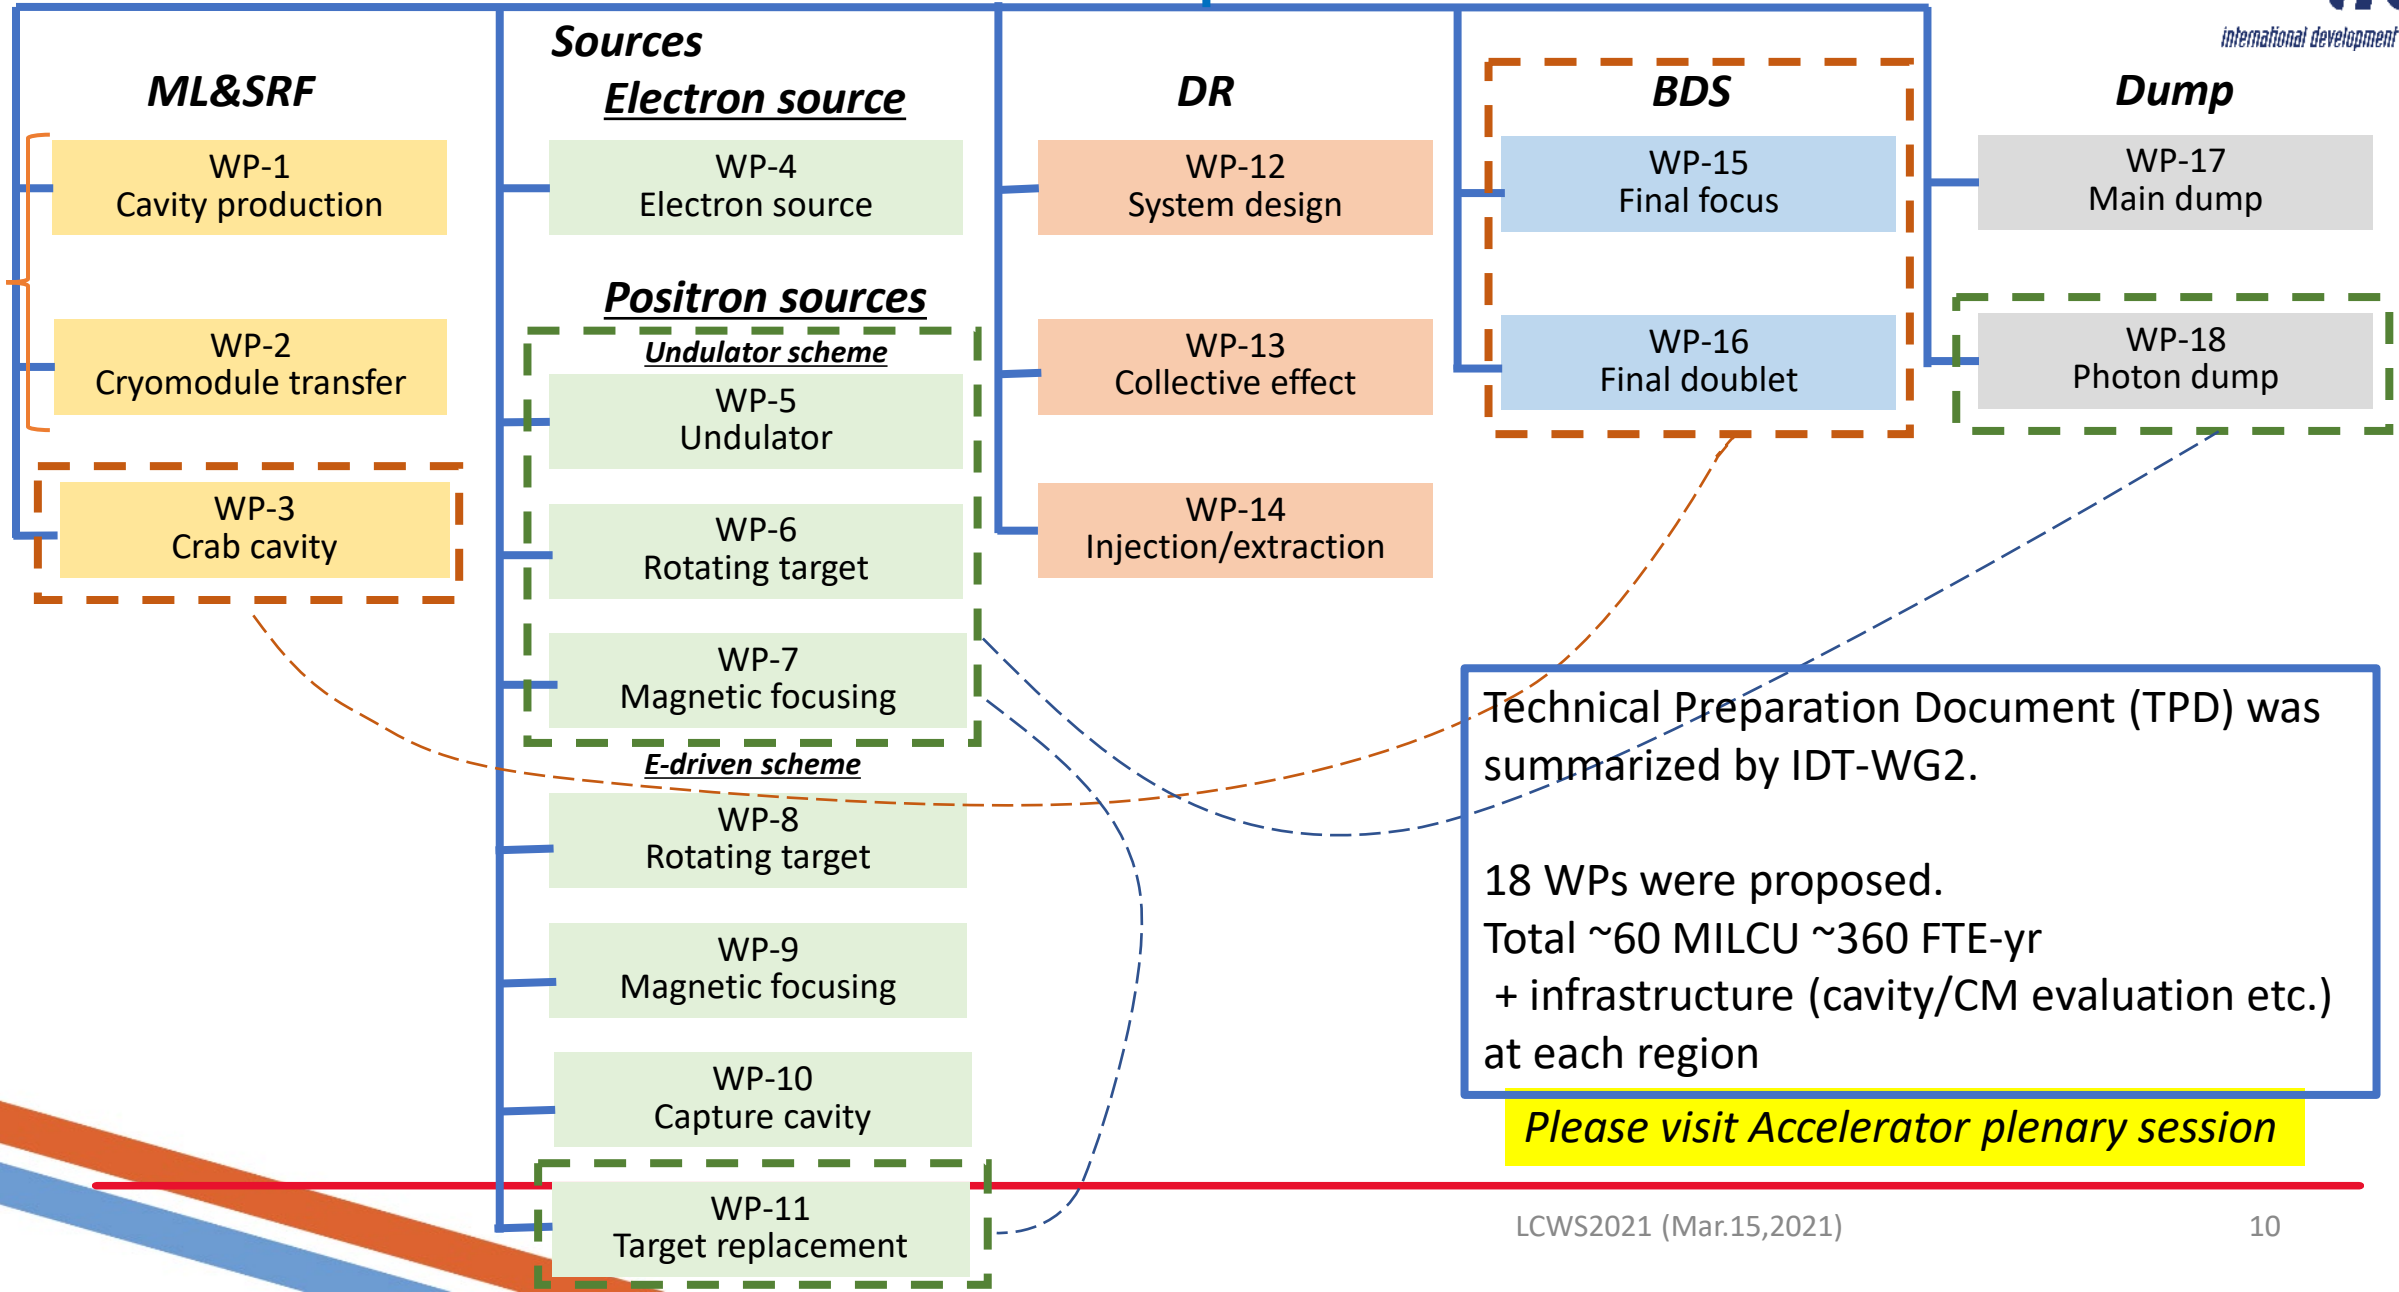 international development
ML&SRF
WP-1
Cavity production
WP-2
Cryomodule transfer
WP-3
Crab cavity
Sources
Electron source
WP-4
Electron source
Positron sources
Undulator scheme
WP-5
Undulator
WP-6
Rotating target
WP-7
Magnetic focusing
E-driven scheme
WP-8
Rotating target
WP-9
Magnetic focusing
WP-10
Capture cavity
WP-11
Target replacement
DR
WP-12
System design
WP-13
Collective effect
WP-14
Injection/extraction
BDS
WP-15
Final focus
WP-16
Final doublet
Dump
WP-17
Main dump
WP-18
Photon dump
Technical Preparation Document (TPD) was
summarized by IDT-WG2.
18 WPs were proposed.
Total ~60 MILCU ~360 FTE-yr
+ infrastructure (cavity/CM evaluation etc.)
at each region
Please visit Accelerator plenary session
LCWS2021 (Mar.15,2021)
10